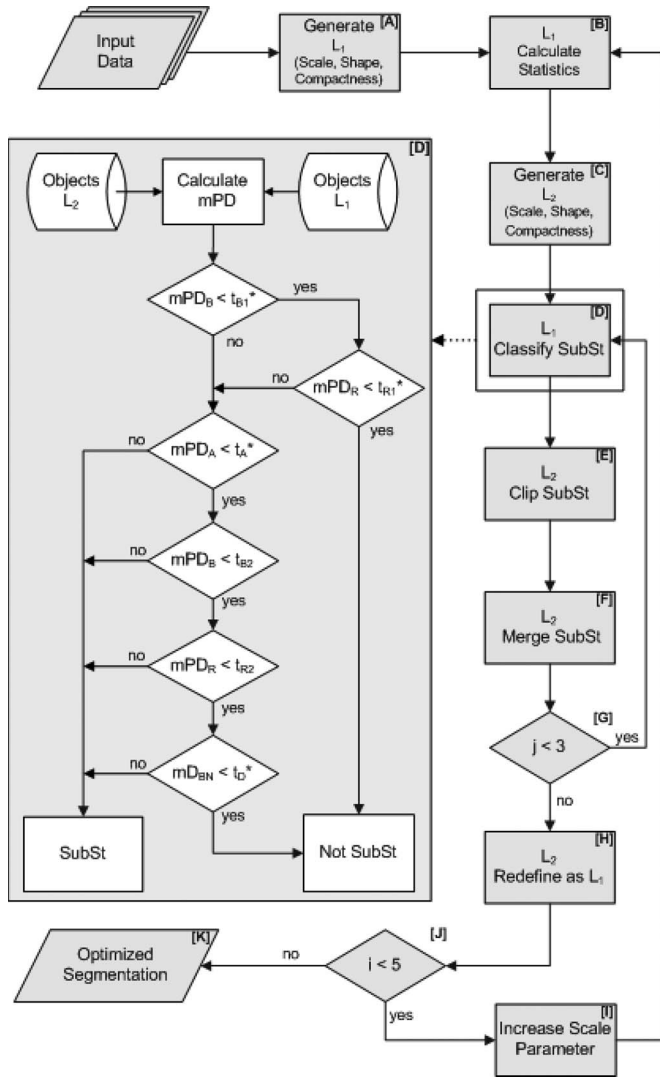 Input
Data
[A]
Generate
L1
(Scale, Shape,
Compactness)
[B]
L1
Calculate
Statistics
[C]
Generate
L2
(Scale, Shape,
Compactness)
[D]
Objects
L2
Calculate
mPD
Objects
L1
mPDB < tB1*
yes
no
mPDR < tR1*
no
yes
mPDA < tA*
no
yes
mPDB < tB2
no
yes
mPDR < tR2
no
yes
mDBN < tD*
no
yes
SubSt
Not SubSt
[D]
L1
Classify SubSt
[E]
L2
Clip SubSt
[F]
L2
Merge SubSt
[G]
j < 3
yes
no
[H]
L2
Redefine as L1
[J]
i < 5
no
yes
[K]
Optimized
Segmentation
[I]
Increase Scale
Parameter